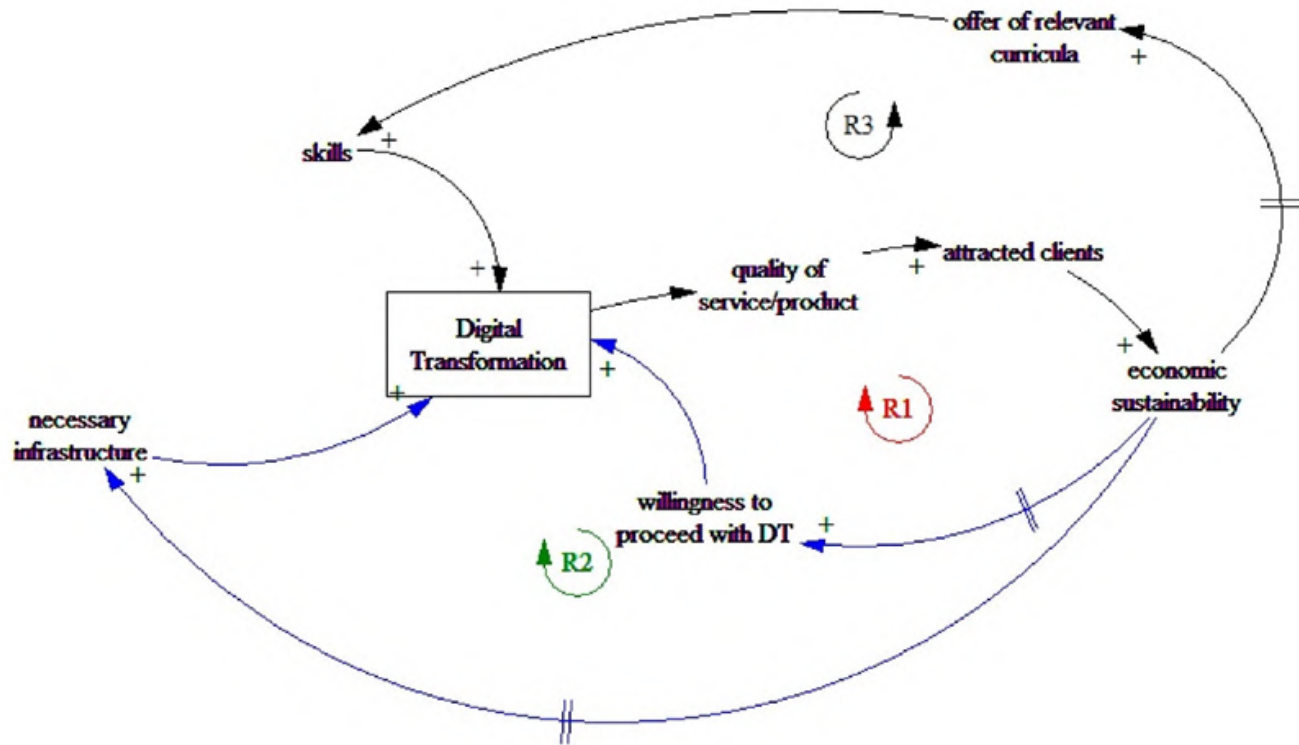 offer of relevant
curricula
+
R3
skills
+
+
attracted clients
+
quality of
service/product
Digital
Transformation
+
+
+
economic
sustainability
R1
necessary
infrastructure
+
willingness to
proceed with DT
+
R2